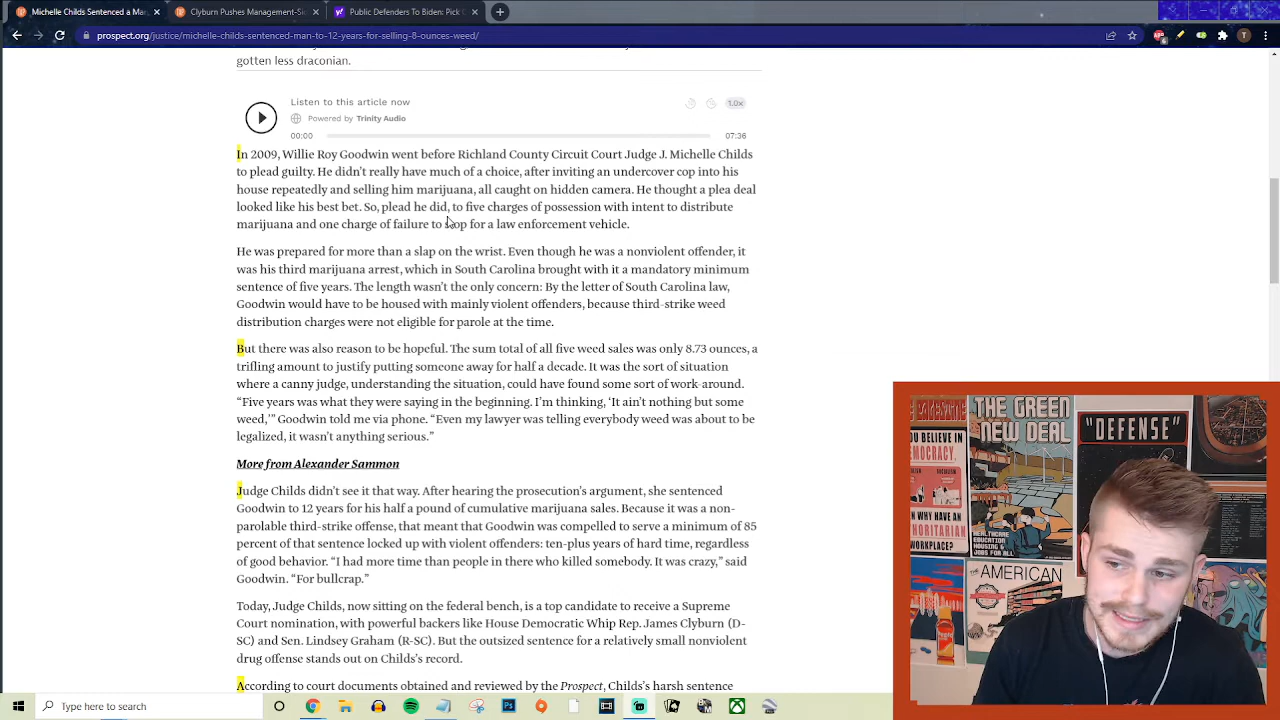 Michelle Childs Sentenced a Ma
Clyburn Pushes Michelle Childs
Public Defenders To Biden: Pick C
prospect.org/justice/michelle-childs-sentenced-man-12-years-for-selling-8-ounces-weed/
gotten less draconian.
Listen to this article now
1.0x
Powered by Trinity Audio
00:00
07:36
In 2009, Willie Roy Goodwin went before Richland County Circuit Court Judge J. Michelle Childs
to plead guilty. He didn’t really have much of a choice, after inviting an undercover cop into his
house repeatedly and selling him marijuana, all caught on hidden camera. He thought a plea deal
looked like his best bet. So, plead he did, to five charges of possession with intent to distribute
marijuana and one charge of failure to stop for a law enforcement vehicle.
He was prepared for more than a slap on the wrist. Even though he was a nonviolent offender, it
was his third marijuana arrest, which in South Carolina brought with it a mandatory minimum
sentence of five years. The length wasn’t the only concern: By the letter of South Carolina law,
Goodwin would have to be housed with mainly violent offenders, because third-strike weed
distribution charges were not eligible for parole at the time.
But there was also reason to be hopeful. The sum total of all five weed sales was only 8.73 ounces, a
trifling amount to justify putting someone away for half a decade. It was the sort of situation
where a canny judge, understanding the situation, could have found some sort of work-around.
“Five years was what they were saying in the beginning. I’m thinking, ‘It ain’t nothing but some
weed,’” Goodwin told me via phone. “Even my lawyer was telling everybody weed was about to be
legalized, it wasn’t anything serious.”
More from Alexander Sammon
Judge Childs didn’t see it that way. After hearing the prosecution’s argument, she sentenced
Goodwin to 12 years for his half a pound of cumulative marijuana sales. Because it was a non-
parolable third-strike offense, that meant that Goodwin was compelled to serve a minimum of 85
percent of that sentence locked up with violent offenders: ten-plus years of hard time, regardless
of good behavior. “I had more time than people in there who killed somebody. It was crazy,” said
Goodwin. “For bullcrap.”
Today, Judge Childs, now sitting on the federal bench, is a top candidate to receive a Supreme
Court nomination, with powerful backers like House Democratic Whip Rep. James Clyburn (D-
SC) and Sen. Lindsey Graham (R-SC). But the outsized sentence for a relatively small nonviolent
drug offense stands out on Childs’s record.
According to court documents obtained and reviewed by the Prospect, Childs’s harsh sentence
THE GREEN
NEW DEAL
HEALTHCARE
EDUCATION
HOUSING &
JOBS FOR ALL
"DEFENSE"
THE AMERICAN
Type here to search